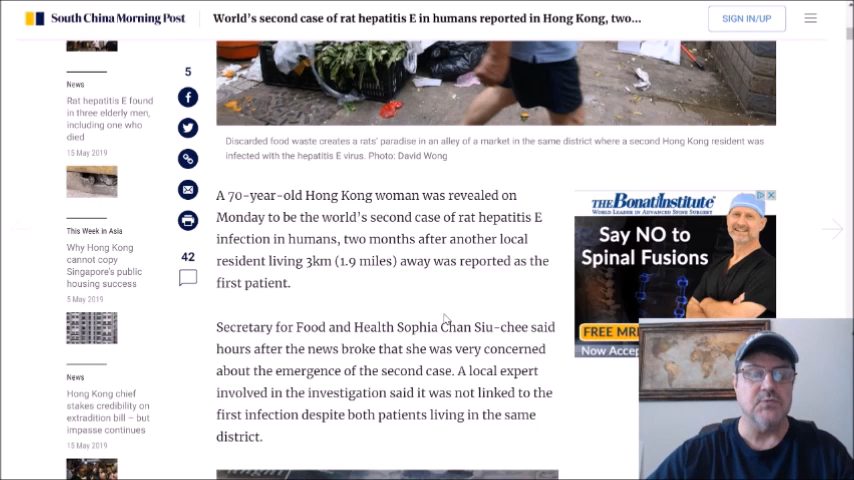 South China Morning Post
World's second case of rat hepatitis E in humans reported in Hong Kong, two...
SIGN IN/UP
News
Rat hepatitis E found
in three elderly men,
including one who
died
15 May 2019
This Week in Asia
Why Hong Kong
cannot copy
Singapore's public
housing success
5 May 2019
News
Hong Kong chief
stakes credibility on
extradition bill – but
impasse continues
15 May 2019
5
42
Discarded food waste creates a rats' paradise in an alley of a market in the same district where a second Hong Kong resident was
infected with the hepatitis E virus. Photo: David Wong
A 70-year-old Hong Kong woman was revealed on
Monday to be the world's second case of rat hepatitis E
infection in humans, two months after another local
resident living 3km (1.9 miles) away was reported as the
first patient.
Secretary for Food and Health Sophia Chan Siu-chee said
hours after the news broke that she was very concerned
about the emergence of the second case. A local expert
involved in the investigation said it was not linked to the
first infection despite both patients living in the same
district.
THE Bonati Institute
WORLD LEADER IN ADVANCED SPINE SURGERY
Say NO to
Spinal Fusions
FREE MRI
Now Accep